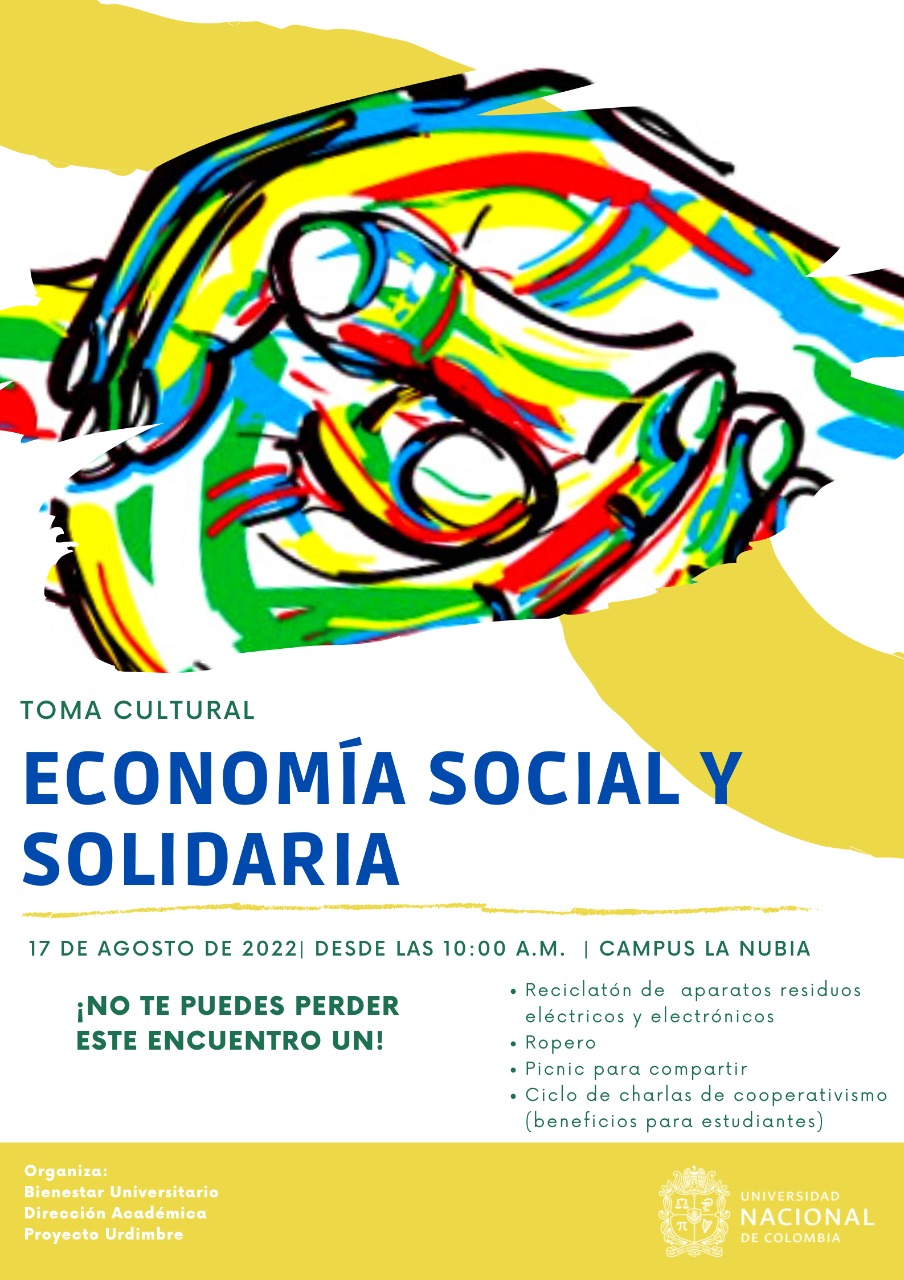 TOMA CULTURAL
ECONOMÍA SOCIAL Y
SOLIDARIA
17 DE AGOSTO DE 2022| DESDE LAS 10:00 A.M. | CAMPUS LA NUBIA
¡NO TE PUEDES PERDER
ESTE ENCUENTRO UN!
• Reciclatón de aparatos residuos
eléctricos y electrónicos
• Ropero
• Picnic para compartir
• Ciclo de charlas de cooperativismo
(beneficios para estudiantes)
Organiza:
Bienestar Universitario
Dirección Académica
Proyecto Urdimbre
UNIVERSIDAD
NACIONAL
DE COLOMBIA